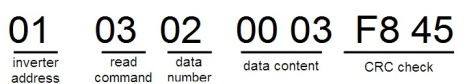 01 03 02 00 03 F8 45
inverter address read command data number data content CRC check